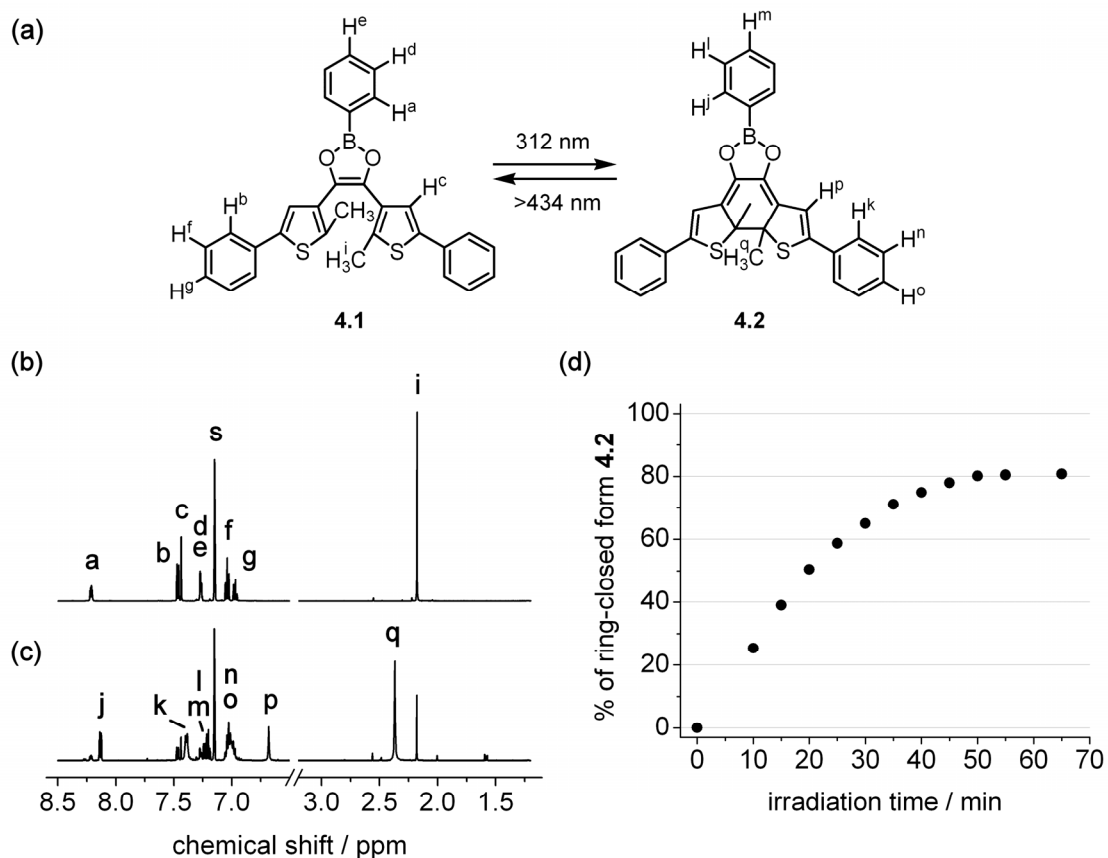 (a)
Hᵉ
Hᵈ
Hᵃ
B
O O
Hᶜ
Hᵇ
Hᶠ
Hᵍ
CH₃
S
H₃Cⁱ
S
4.1
312 nm
>434 nm
Hᵐ
Hˡ
Hʲ
B
O O
Hᵖ
Hᵏ
Hⁿ
Hᵒ
S
q
H₃C
S
4.2
(b)
a b c d e s f g i
(c)
j k l m n o p q
8.5 8.0 7.5 7.0 3.0 2.5 2.0 1.5
chemical shift / ppm
(d)
% of ring-closed form 4.2
100
80
60
40
20
0
0 10 20 30 40 50 60 70
irradiation time / min